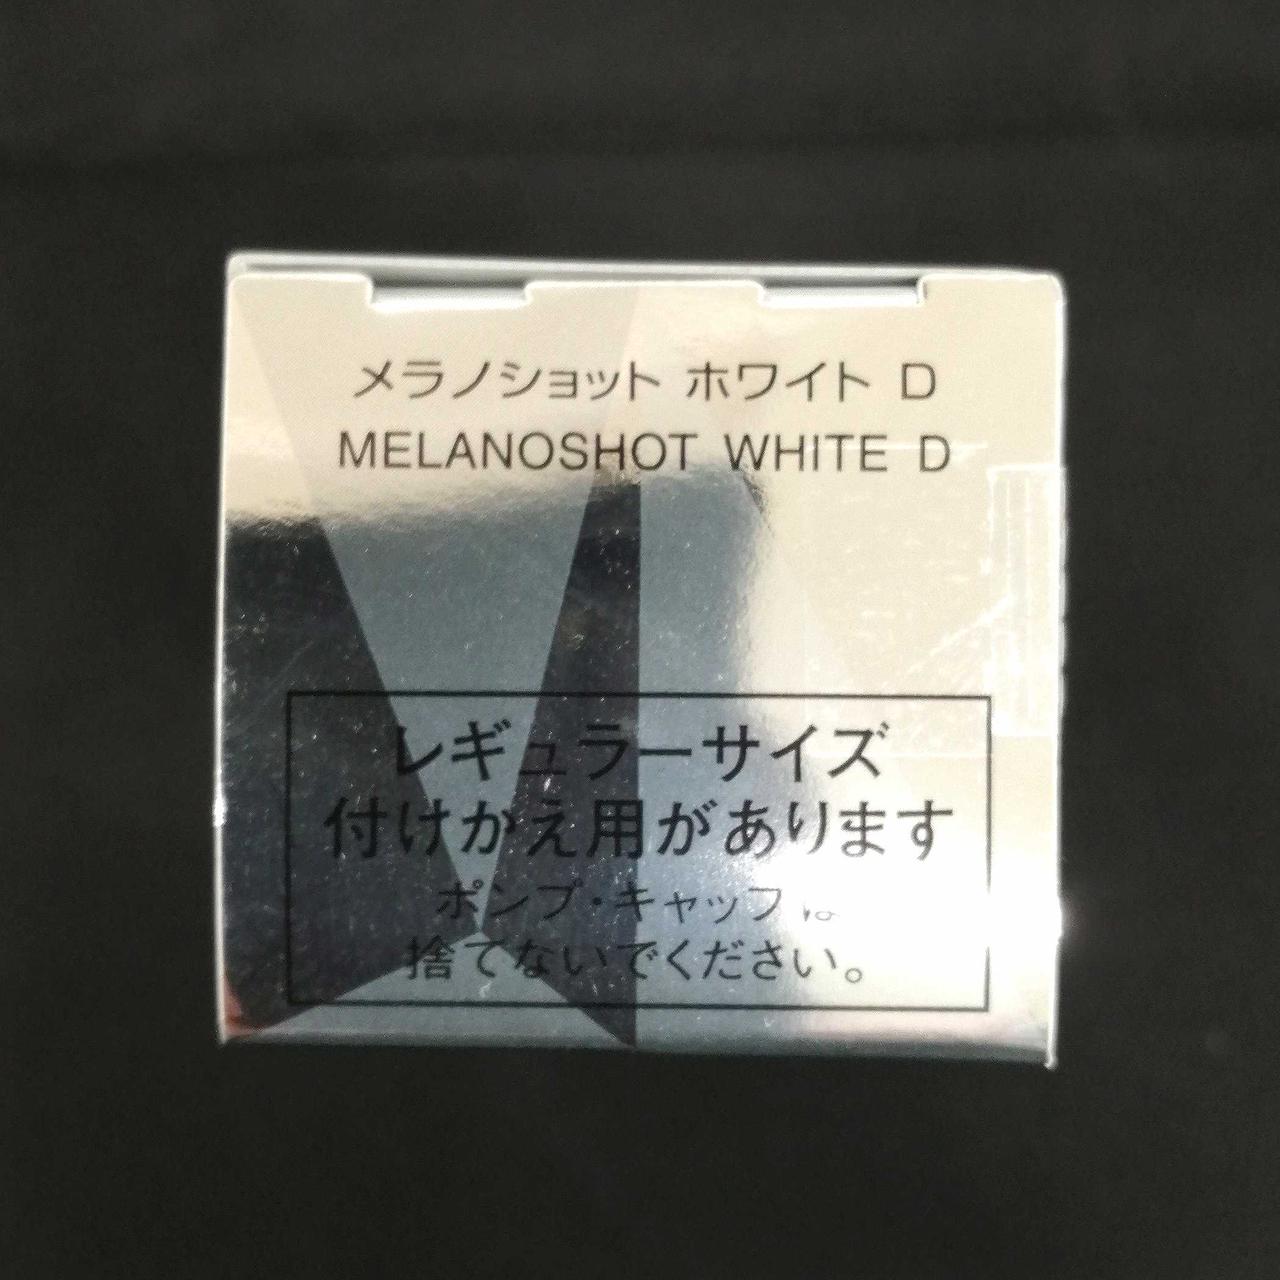 メラノショット ホワイト D
MELANOSHOT WHITE D
レギュラーサイズ
付けかえ用があります
ポンプ・キャップは
捨てないでください。